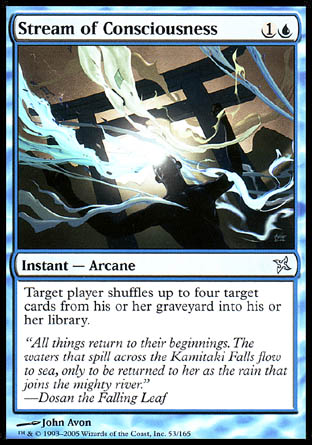 Stream of Consciousness 1
Instant — Arcane
Target player shuffles up to four target
cards from his or her graveyard into his or
her library.
“All things return to their beginnings. The
waters that spill across the Kamitaki Falls flow
to sea, only to be returned to her as the rain that
joins the mighty river.”
—Dosan the Falling Leaf
John Avon
™ & © 1993–2005 Wizards of the Coast, Inc. 53/165